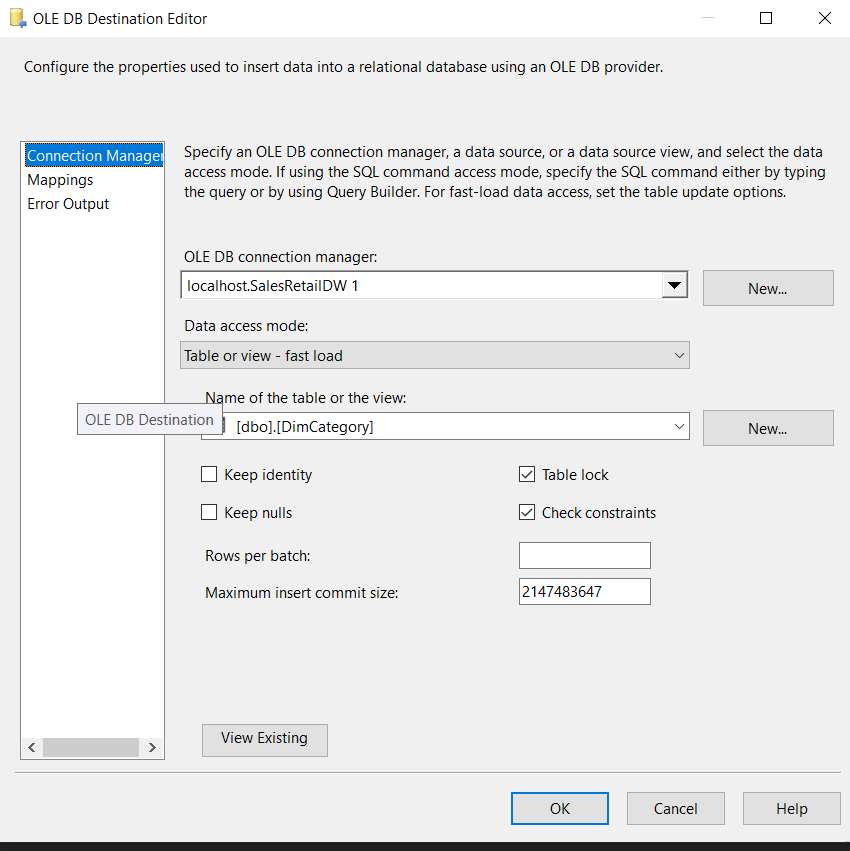 OLE DB Destination Editor
Configure the properties used to insert data into a relational database using an OLE DB provider.
Connection Manager
Mappings
Error Output
Specify an OLE DB connection manager, a data source, or a data source view, and select the data
access mode. If using the SQL command access mode, specify the SQL command either by typing
the query or by using Query Builder. For fast-load data access, set the table update options.
OLE DB connection manager:
localhost.SalesRetailDW 1
New...
Data access mode:
Table or view - fast load
Name of the table or the view:
OLE DB Destination
[dbo].[DimCategory]
New...
Keep identity
Table lock
Keep nulls
Check constraints
Rows per batch:
Maximum insert commit size:
2147483647
View Existing
OK
Cancel
Help